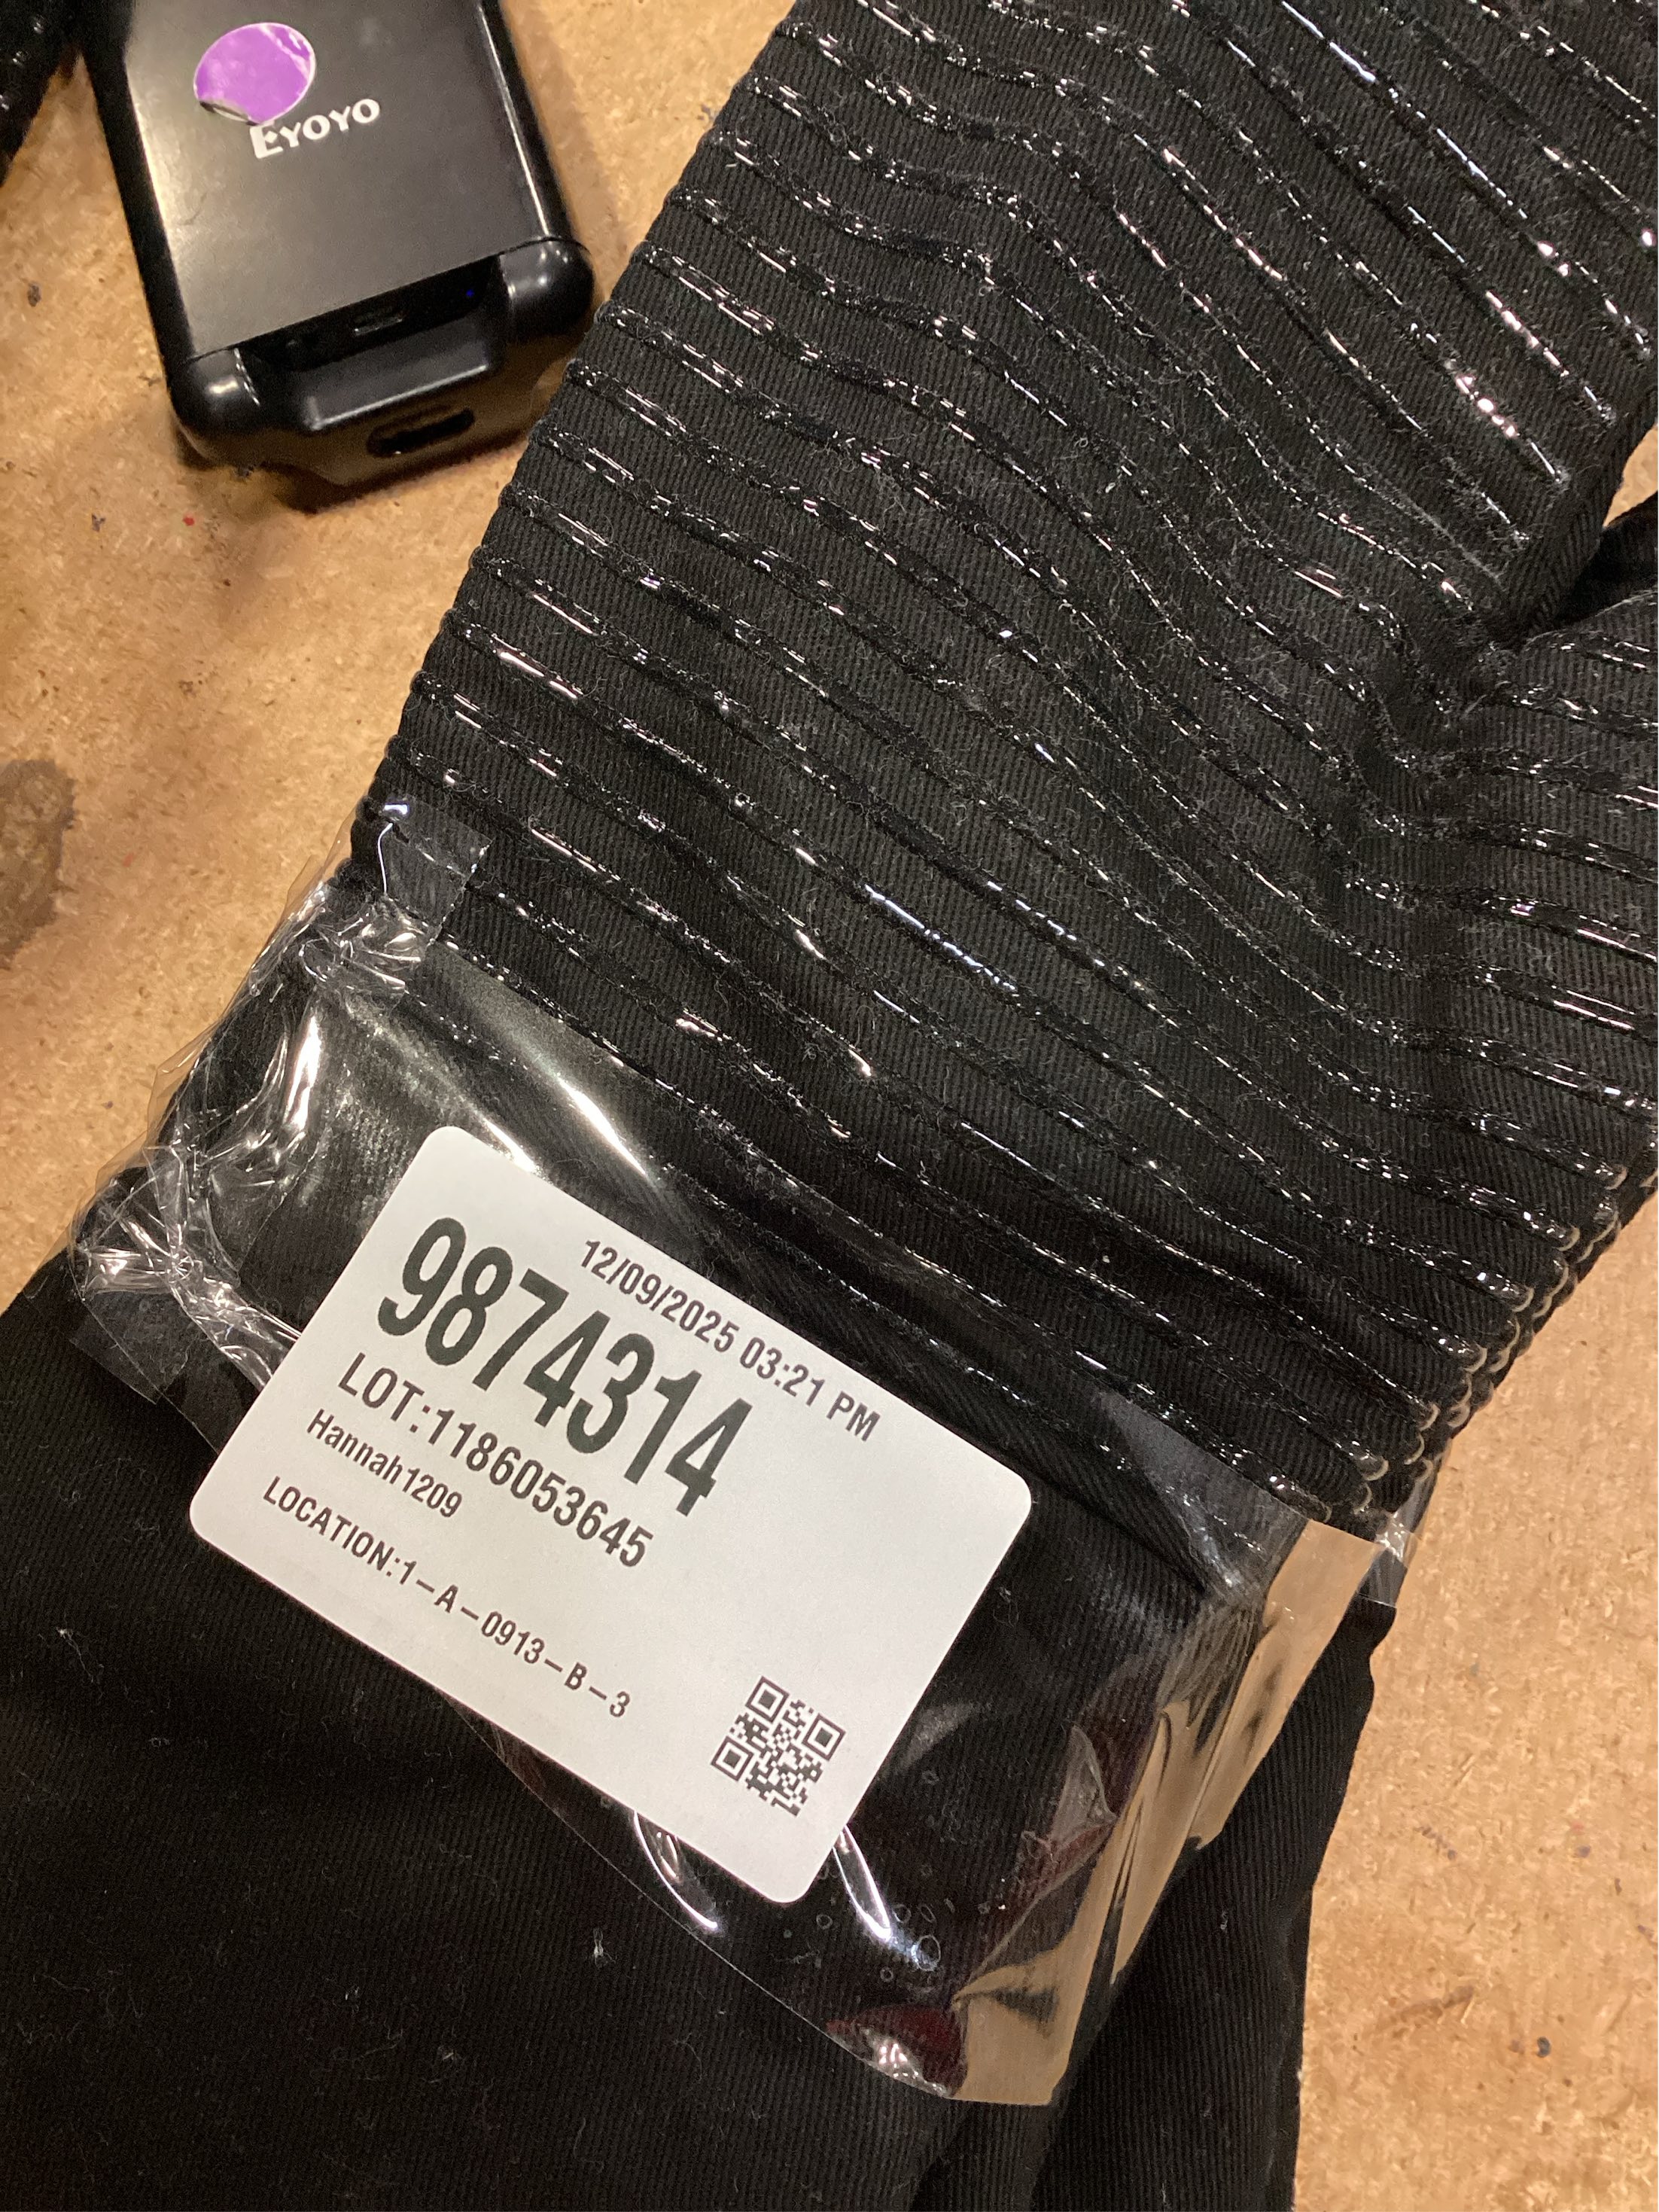 EYOYO
12/09/2025 03:21 PM
9874314
LOT:1186053645
Hannah1209
LOCATION:1-A-0913-B-3